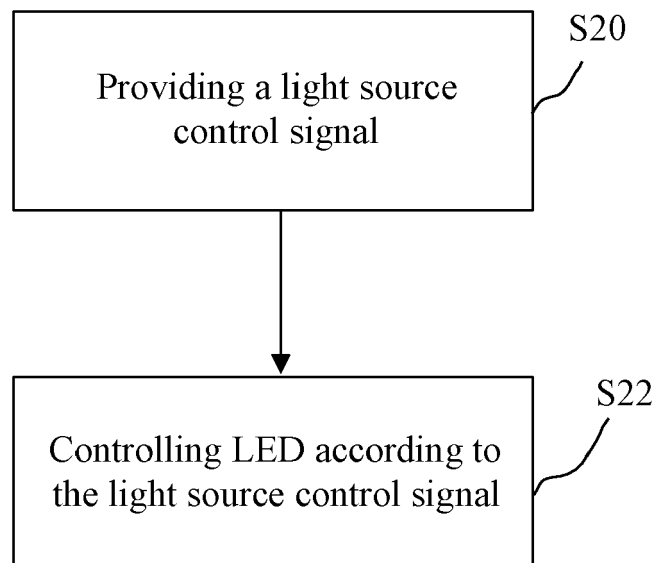 S20
Providing a light source
control signal
S22
Controlling LED according to
the light source control signal